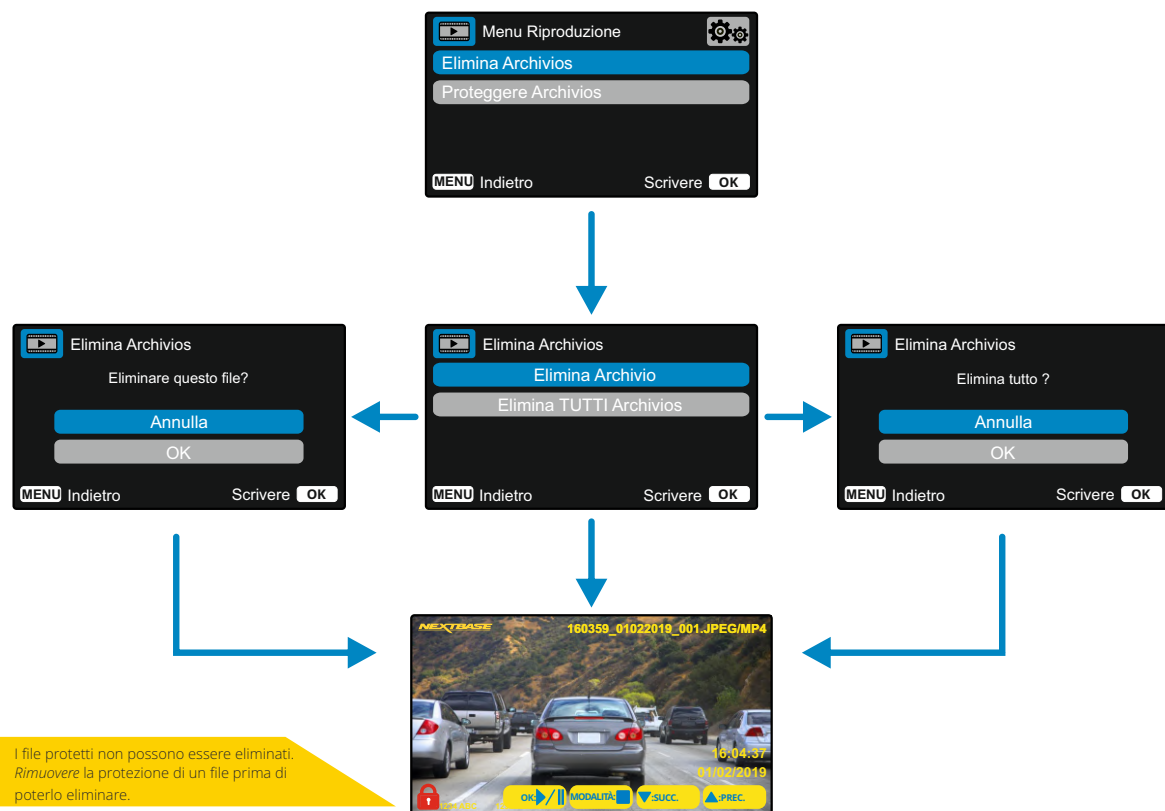 Menu Riproduzione
Elimina Archivios
Proteggere Archivios
MENU Indietro
Scrivere OK
Elimina Archivios
Eliminare questo file?
Annulla
OK
MENU Indietro
Scrivere OK
Elimina Archivios
Elimina Archivio
Elimina TUTTI Archivios
MENU Indietro
Scrivere OK
Elimina Archivios
Elimina tutto ?
Annulla
OK
MENU Indietro
Scrivere OK
NEXTBASE
160359_01022019_001.JPEG/MP4
16:04:37
01/02/2019
OK:
MODALITÀ:
:SUCC.
:PREC.
I file protetti non possono essere eliminati.
Rimuovere la protezione di un file prima di
poterlo eliminare.